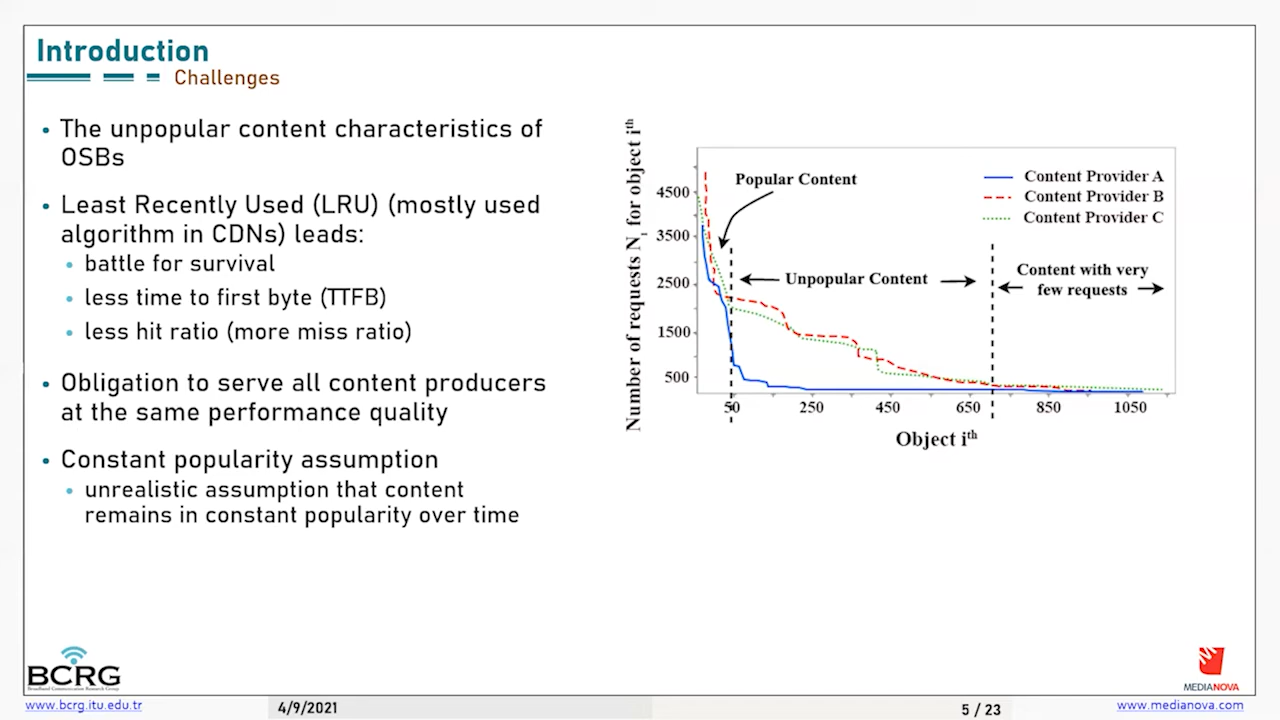 Introduction
Challenges
• The unpopular content characteristics of
OSBs
• Least Recently Used (LRU) (mostly used
algorithm in CDNs) leads:
• battle for survival
• less time to first byte (TTFB)
• less hit ratio (more miss ratio)
• Obligation to serve all content producers
at the same performance quality
• Constant popularity assumption
• unrealistic assumption that content
remains in constant popularity over time
Number of requests Ni for object ith
4500
3500
2500
1500
500
Popular Content
Content Provider A
Content Provider B
Content Provider C
Unpopular Content
Content with very
few requests
50
250
450
650
850
1050
Object ith
BCRG
Broadband Communication Research Group
www.bcrg.itu.edu.tr
4/9/2021
5 / 23
MEDIANOVA
www.medianova.com